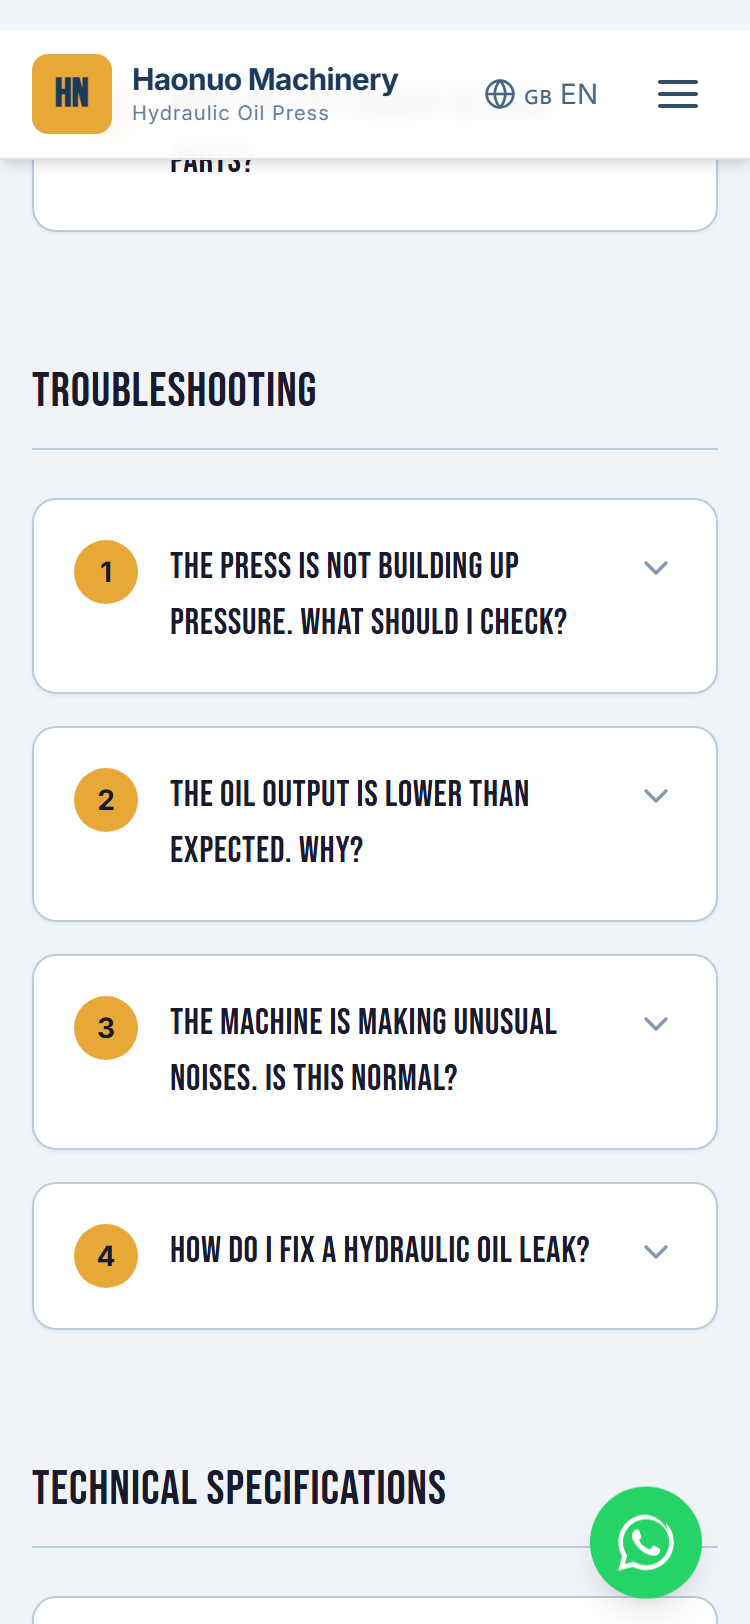 HN
Haonuo Machinery
Hydraulic Oil Press
GB EN
PARTS?
TROUBLESHOOTING
1
THE PRESS IS NOT BUILDING UP
PRESSURE. WHAT SHOULD I CHECK?
2
THE OIL OUTPUT IS LOWER THAN
EXPECTED. WHY?
3
THE MACHINE IS MAKING UNUSUAL
NOISES. IS THIS NORMAL?
4
HOW DO I FIX A HYDRAULIC OIL LEAK?
TECHNICAL SPECIFICATIONS